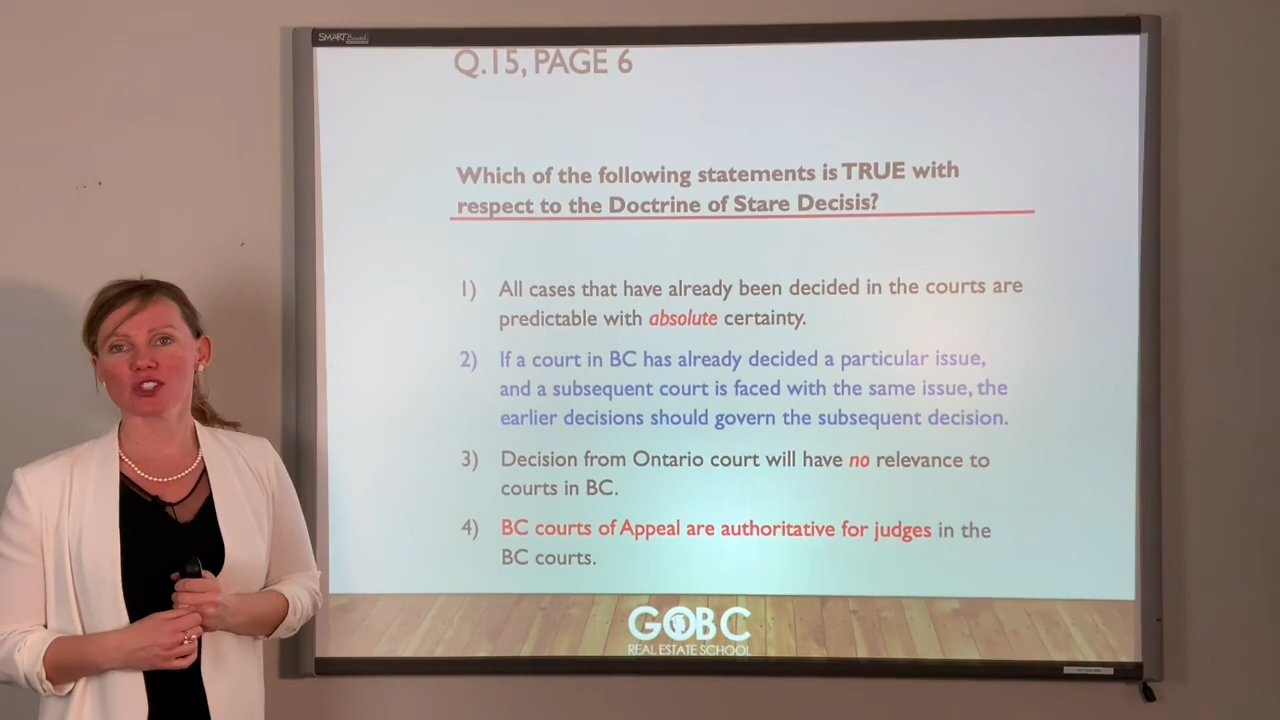 SMART Board
Q.15, PAGE 6
Which of the following statements is TRUE with
respect to the Doctrine of Stare Decisis?
1) All cases that have already been decided in the courts are
predictable with absolute certainty.
2) If a court in BC has already decided a particular issue,
and a subsequent court is faced with the same issue, the
earlier decisions should govern the subsequent decision.
3) Decision from Ontario court will have no relevance to
courts in BC.
4) BC courts of Appeal are authoritative for judges in the
BC courts.
GOBC
REAL ESTATE SCHOOL